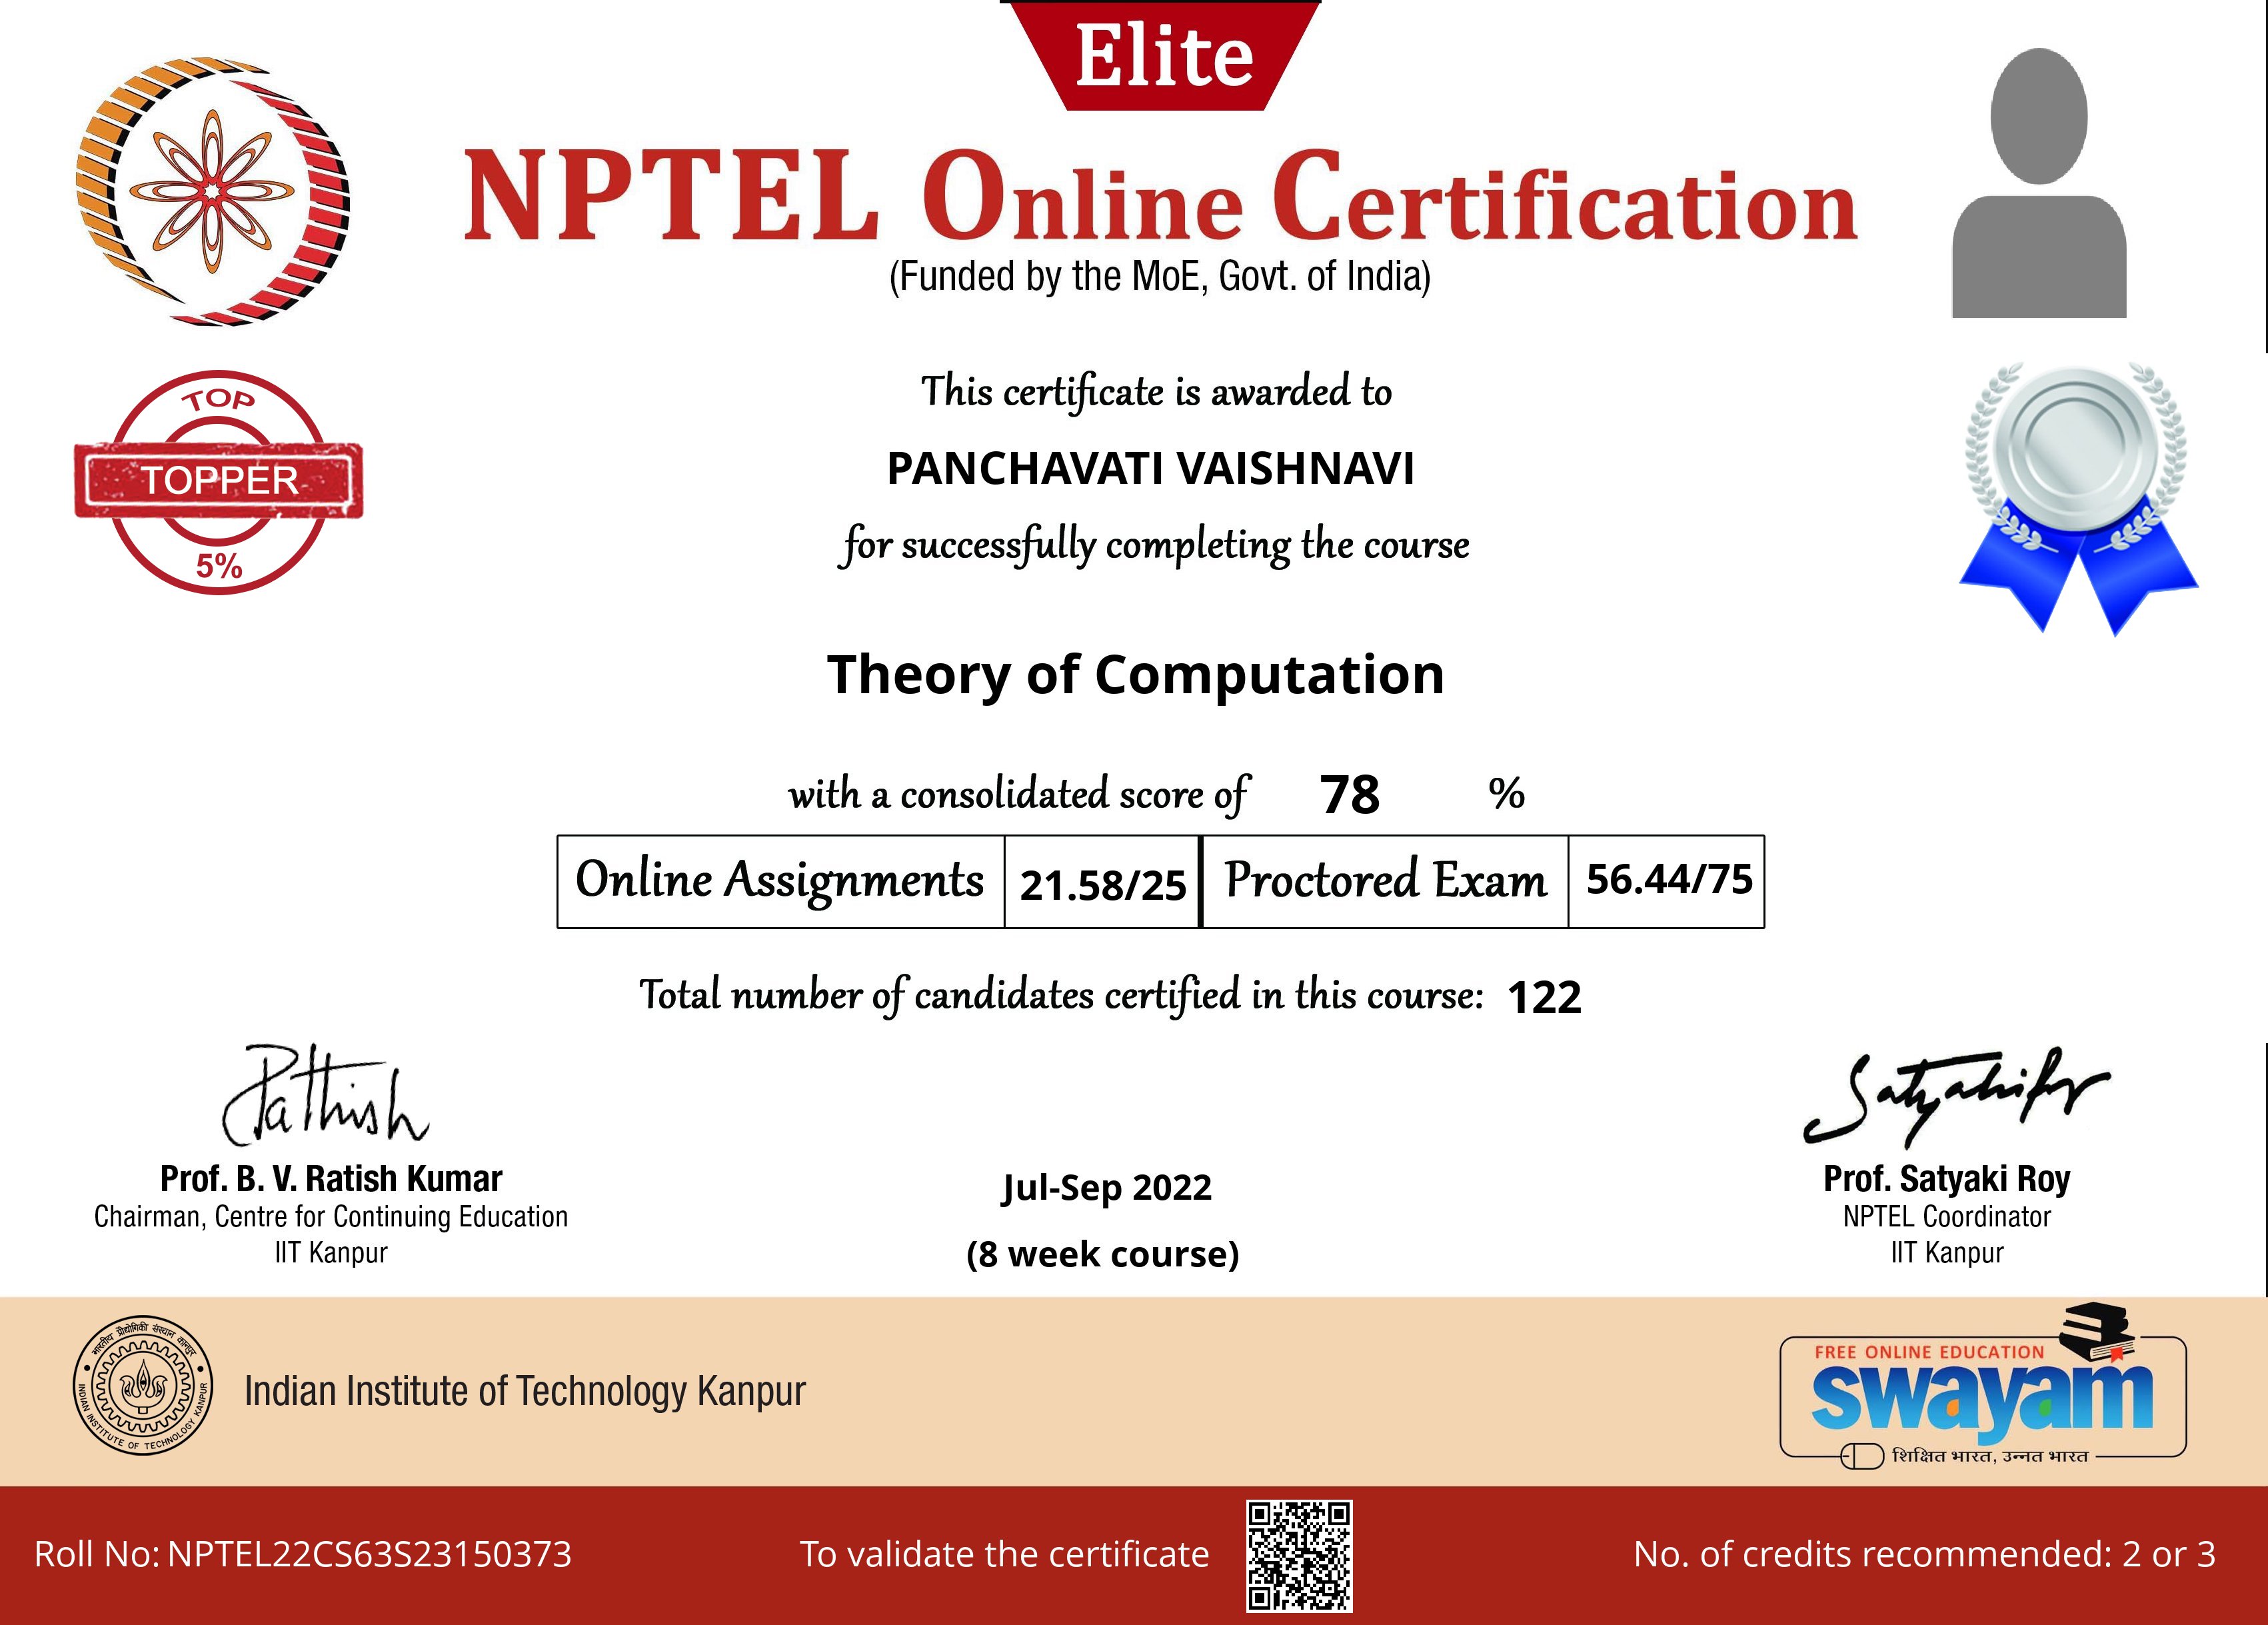 Elite
NPTEL Online Certification
(Funded by the MoE, Govt. of India)
TOP
TOPPER
5%
This certificate is awarded to
PANCHAVATI VAISHNAVI
for successfully completing the course
Theory of Computation
with a consolidated score of 78 %
Online Assignments 21.58/25 Proctored Exam 56.44/75
Total number of candidates certified in this course: 122
Prof. B. V. Ratish Kumar
Chairman, Centre for Continuing Education
IIT Kanpur
Jul-Sep 2022
(8 week course)
Prof. Satyaki Roy
NPTEL Coordinator
IIT Kanpur
भारतीय प्रौद्योगिकी संस्थान कानपुर
INDIAN INSTITUTE OF TECHNOLOGY KANPUR
Indian Institute of Technology Kanpur
FREE ONLINE EDUCATION
swayam
शिक्षित भारत, उन्नत भारत
Roll No: NPTEL22CS63S23150373
To validate the certificate
No. of credits recommended: 2 or 3